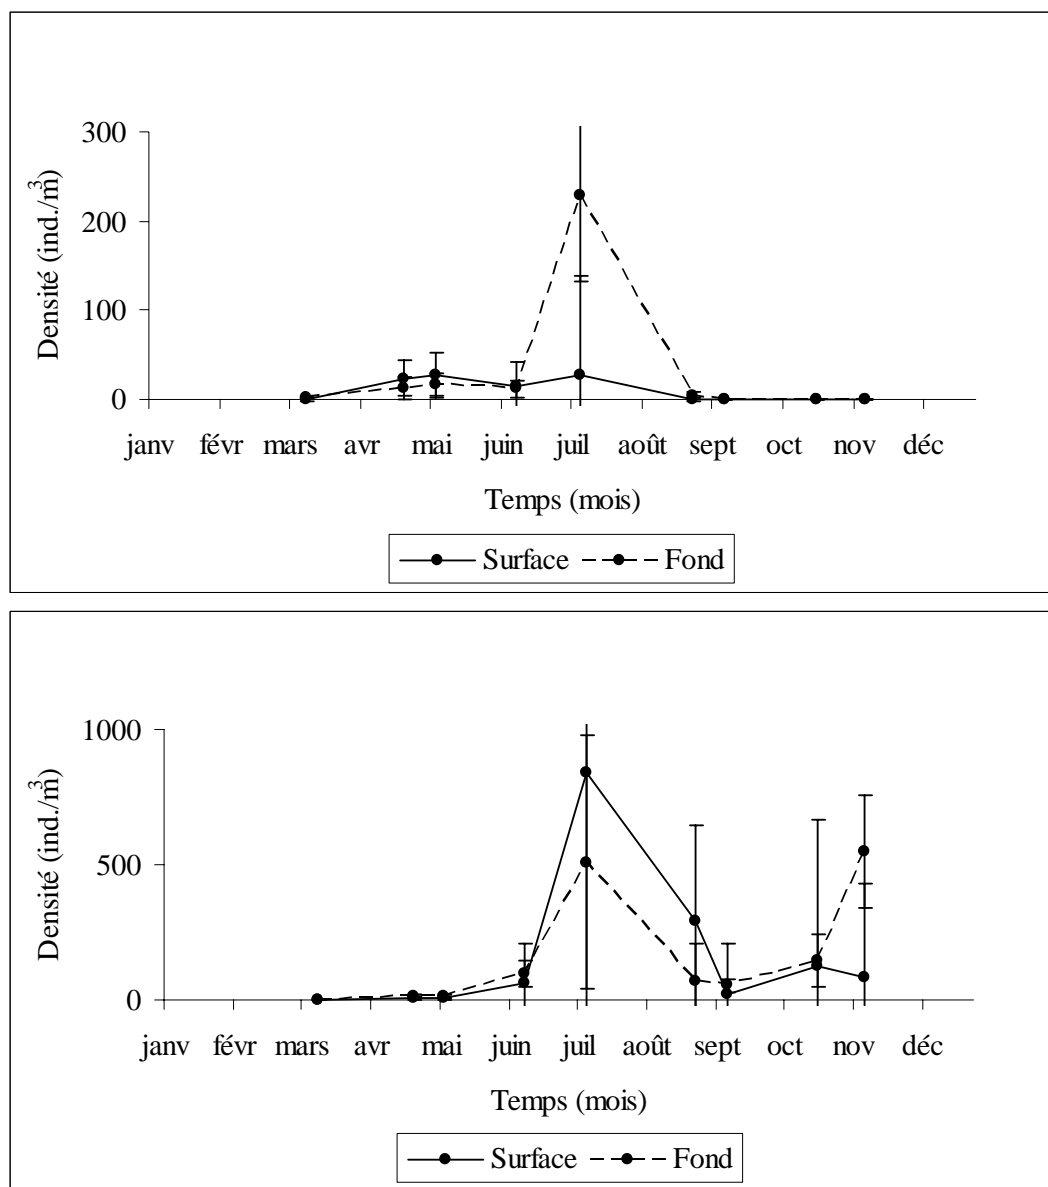 300
200
100
0
Densité (ind./m³)
janv févr mars avr mai juin juil août sept oct nov déc
Temps (mois)
Surface Fond
1000
500
0
Densité (ind./m³)
janv févr mars avr mai juin juil août sept oct nov déc
Temps (mois)
Surface Fond